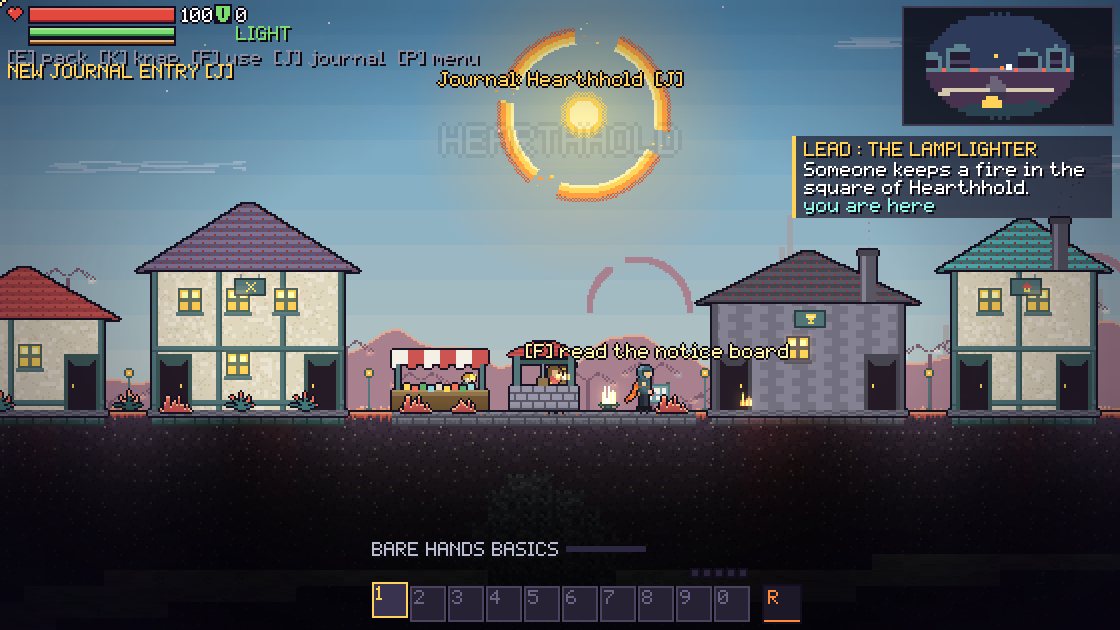 100 0
LIGHT
[E] pack [K] knap [F] use [J] journal [P] menu
NEW JOURNAL ENTRY [J]
Journal: Hearthhold [J]
HEARTHHOLD
LEAD : THE LAMPLIGHTER
Someone keeps a fire in the
square of Hearthhold.
you are here
[F] read the notice board
BARE HANDS BASICS
1 2 3 4 5 6 7 8 9 0 R